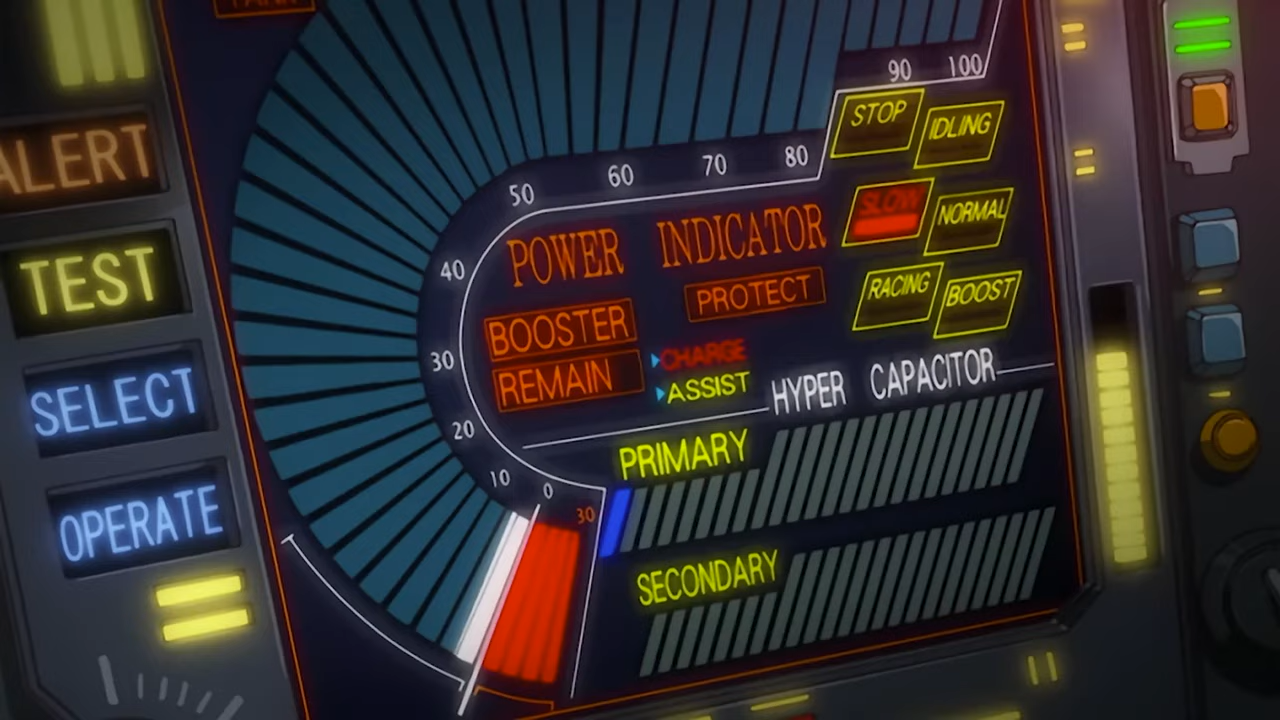 TANK
90 100
ALERT
STOP IDLING
50 60 70 80
POWER INDICATOR
SLOW NORMAL
TEST
40
PROTECT
RACING BOOST
BOOSTER
30
CHARGE
REMAIN
ASSIST
HYPER CAPACITOR
SELECT
20
PRIMARY
10 0
30
OPERATE
SECONDARY